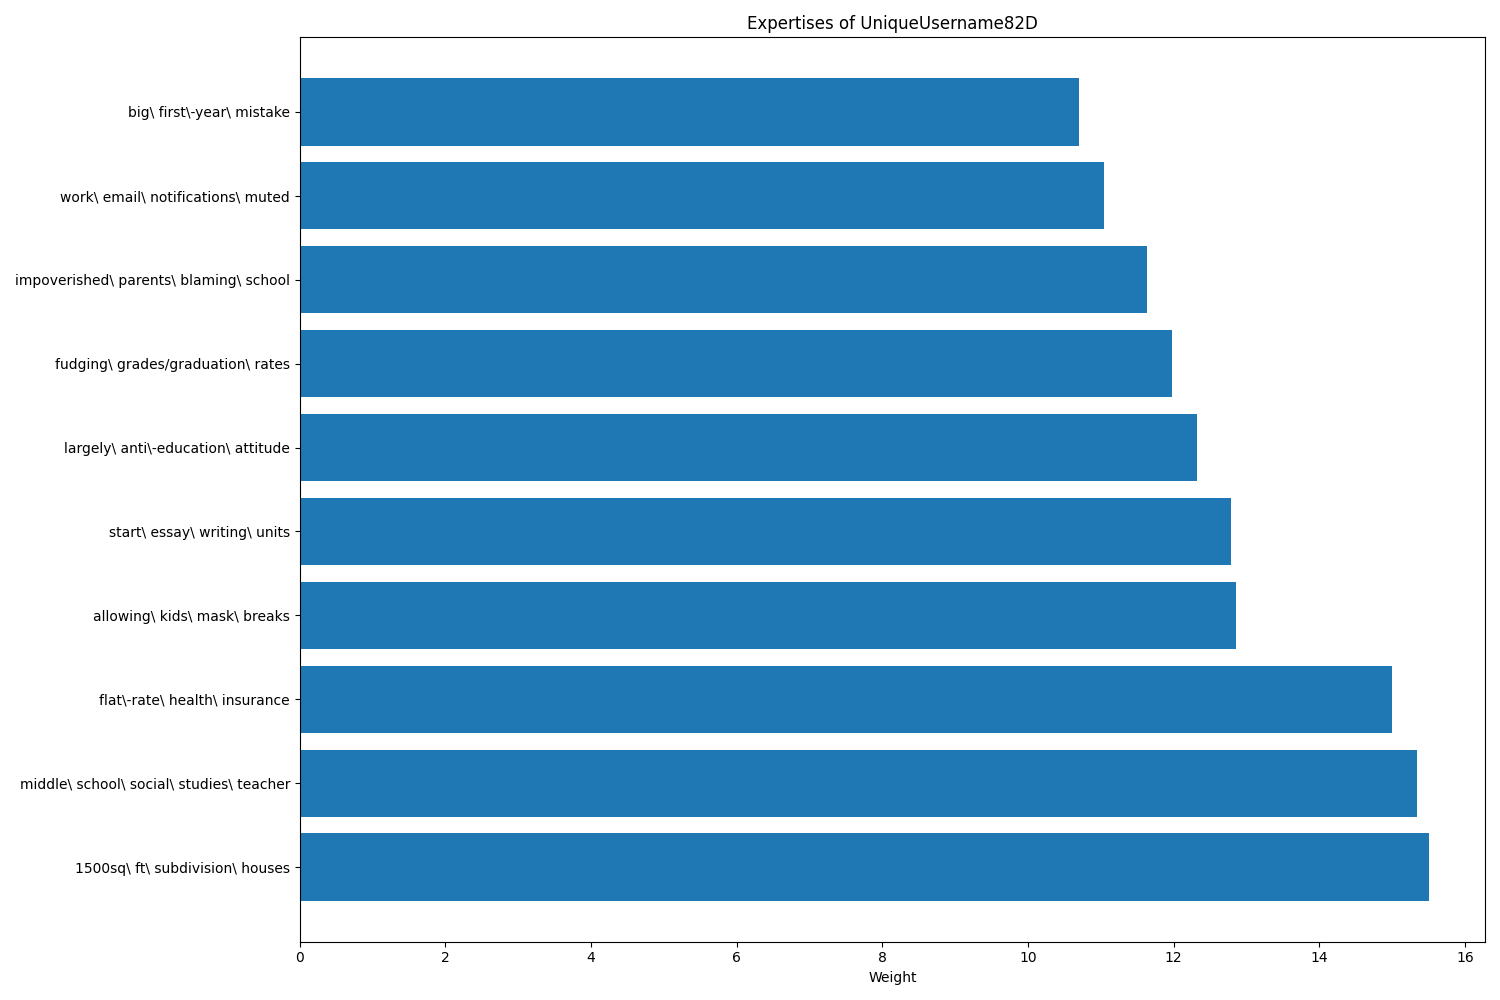 Expertises of UniqueUsername82D
big\ first\-year\ mistake
work\ email\ notifications\ muted
impoverished\ parents\ blaming\ school
fudging\ grades/graduation\ rates
largely\ anti\-education\ attitude
start\ essay\ writing\ units
allowing\ kids\ mask\ breaks
flat\-rate\ health\ insurance
middle\ school\ social\ studies\ teacher
1500sq\ ft\ subdivision\ houses
0 2 4 6 8 10 12 14 16
Weight